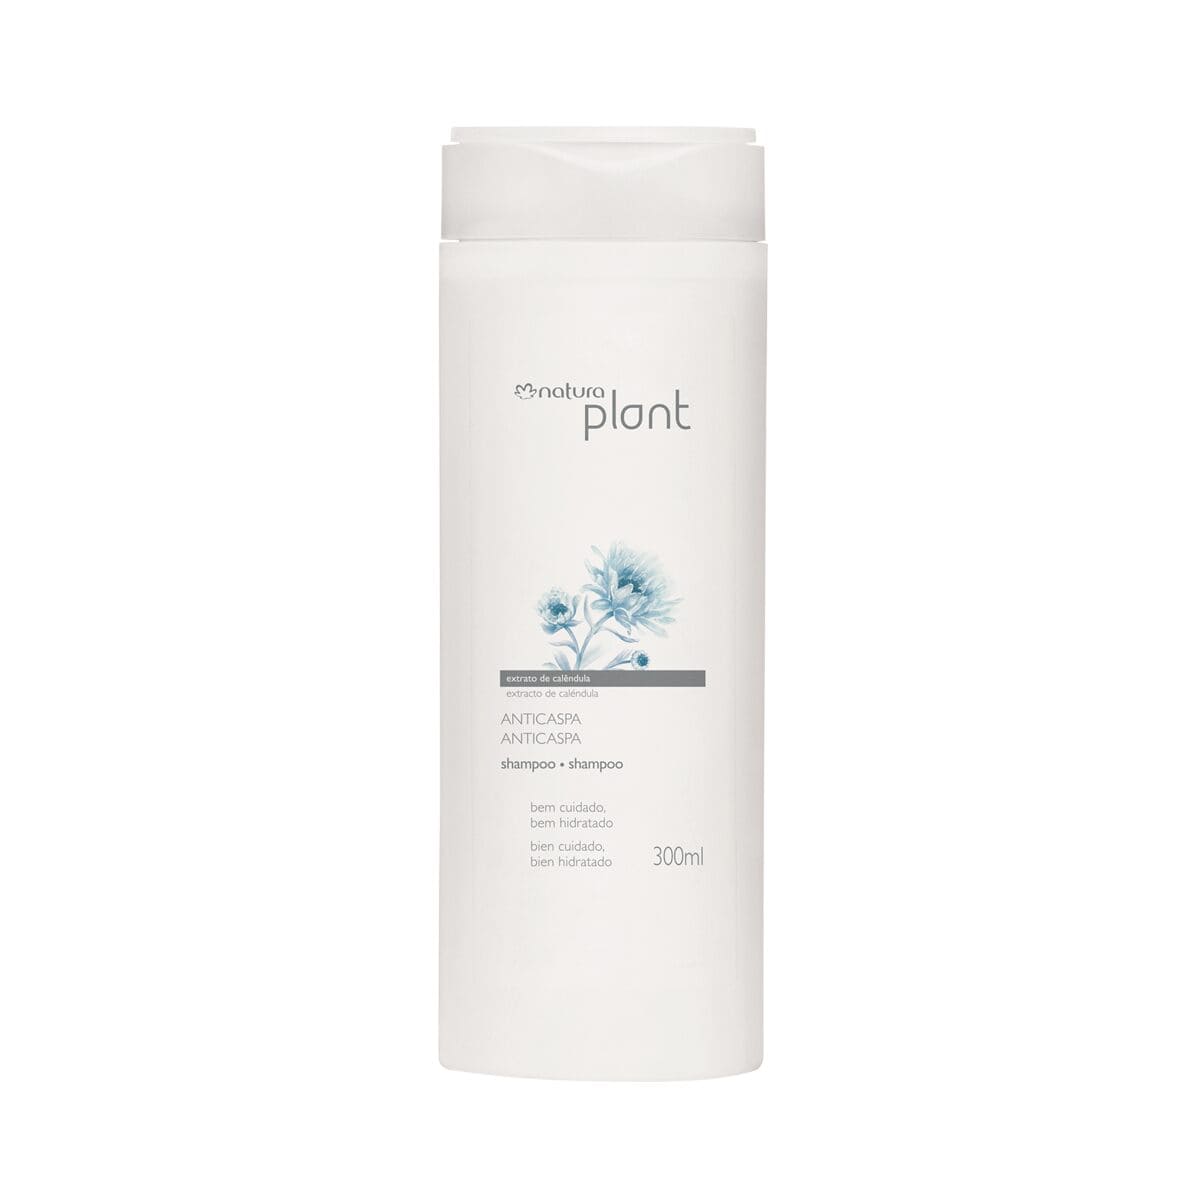 natura
plant
extrato de calêndula
extracto de caléndula
ANTICASPA
ANTICASPA
shampoo • shampoo
bem cuidado,
bem hidratado
bien cuidado,
bien hidratado
300ml